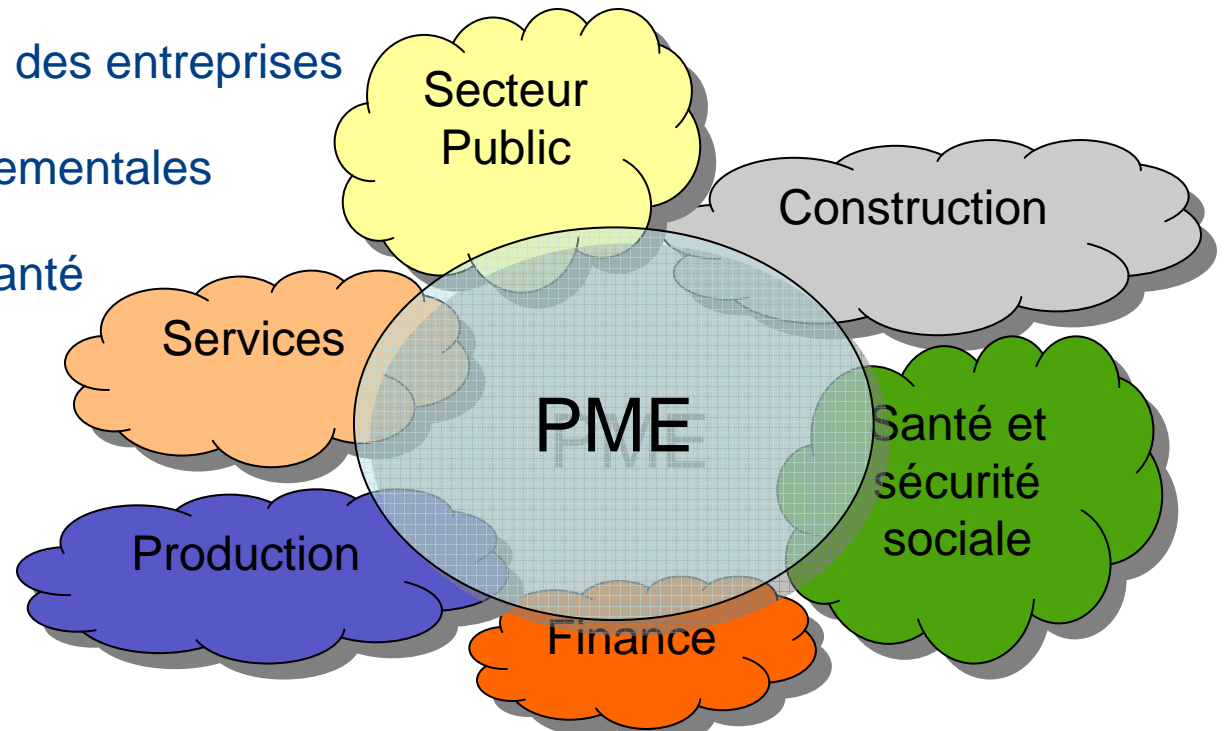 des entreprises
ementales
anté
Secteur
Public
Construction
Services
PME
Santé et
sécurité
sociale
Production
Finance